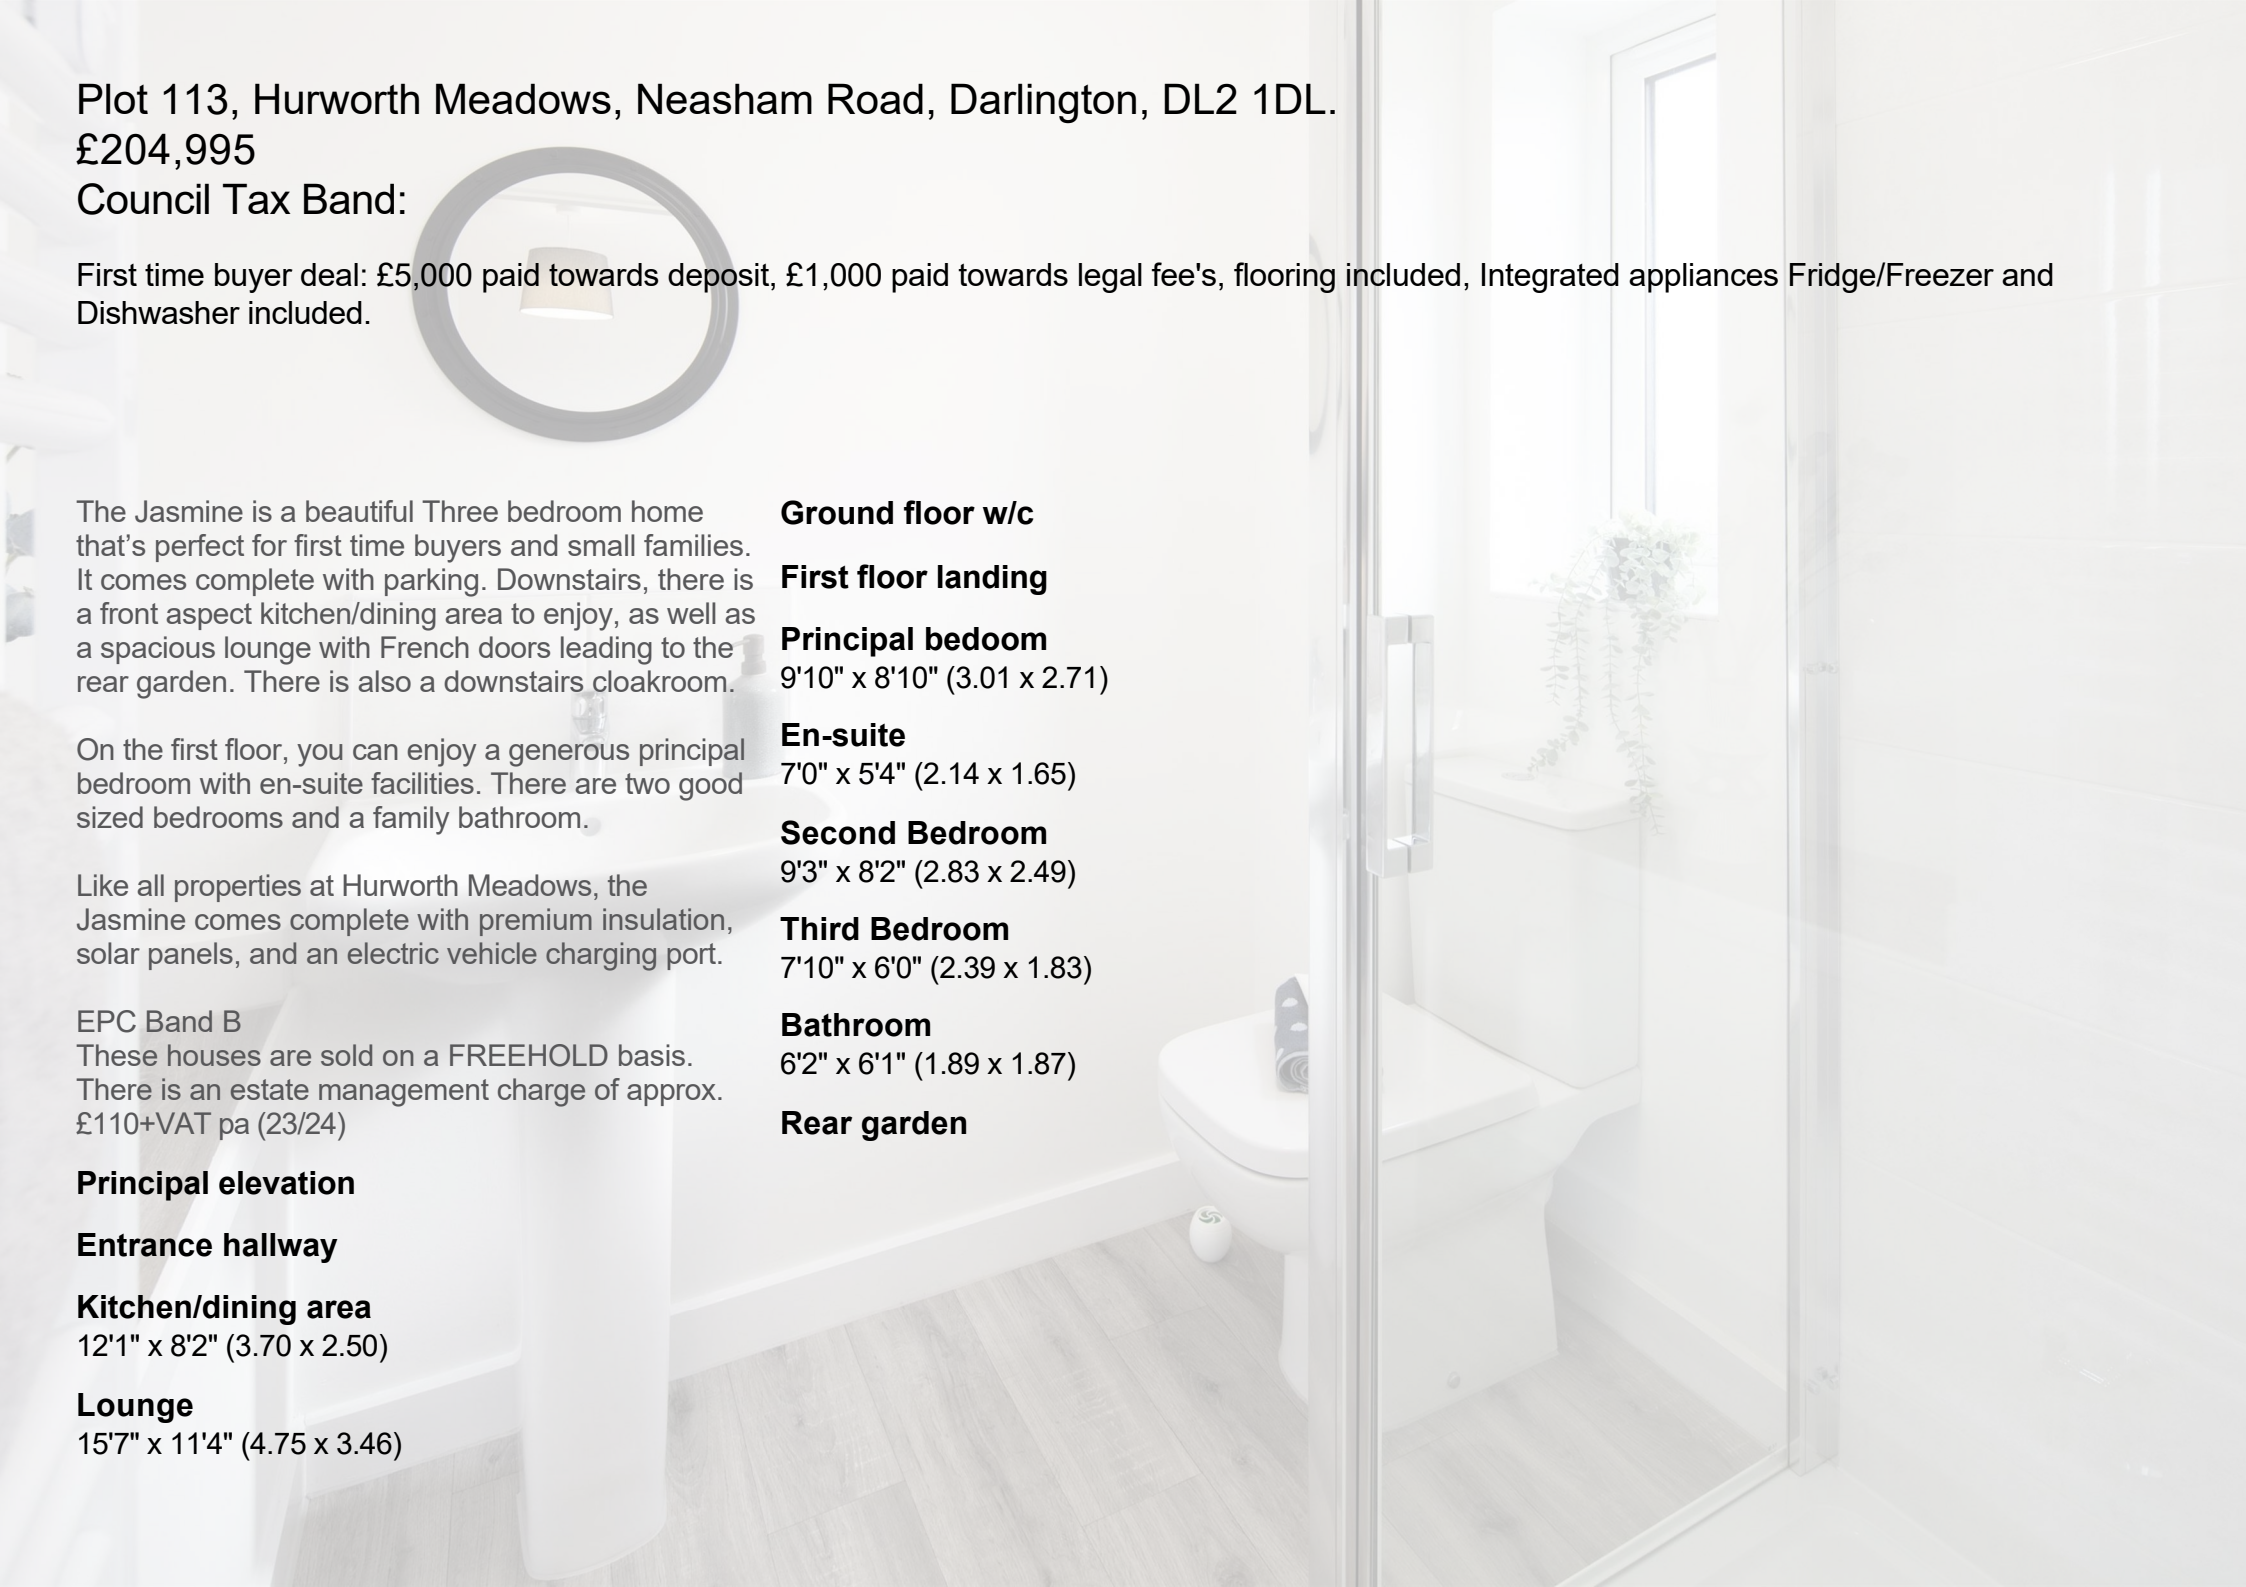 Plot 113, Hurworth Meadows, Neasham Road, Darlington, DL2 1DL.
£204,995
Council Tax Band:
First time buyer deal: £5,000 paid towards deposit, £1,000 paid towards legal fee's, flooring included, Integrated appliances Fridge/Freezer and
Dishwasher included.
The Jasmine is a beautiful Three bedroom home
that’s perfect for first time buyers and small families.
It comes complete with parking. Downstairs, there is
a front aspect kitchen/dining area to enjoy, as well as
a spacious lounge with French doors leading to the
rear garden. There is also a downstairs cloakroom.
On the first floor, you can enjoy a generous principal
bedroom with en-suite facilities. There are two good
sized bedrooms and a family bathroom.
Like all properties at Hurworth Meadows, the
Jasmine comes complete with premium insulation,
solar panels, and an electric vehicle charging port.
EPC Band B
These houses are sold on a FREEHOLD basis.
There is an estate management charge of approx.
£110+VAT pa (23/24)
Principal elevation
Entrance hallway
Kitchen/dining area
12'1" x 8'2" (3.70 x 2.50)
Lounge
15'7" x 11'4" (4.75 x 3.46)
Ground floor w/c
First floor landing
Principal bedoom
9'10" x 8'10" (3.01 x 2.71)
En-suite
7'0" x 5'4" (2.14 x 1.65)
Second Bedroom
9'3" x 8'2" (2.83 x 2.49)
Third Bedroom
7'10" x 6'0" (2.39 x 1.83)
Bathroom
6'2" x 6'1" (1.89 x 1.87)
Rear garden